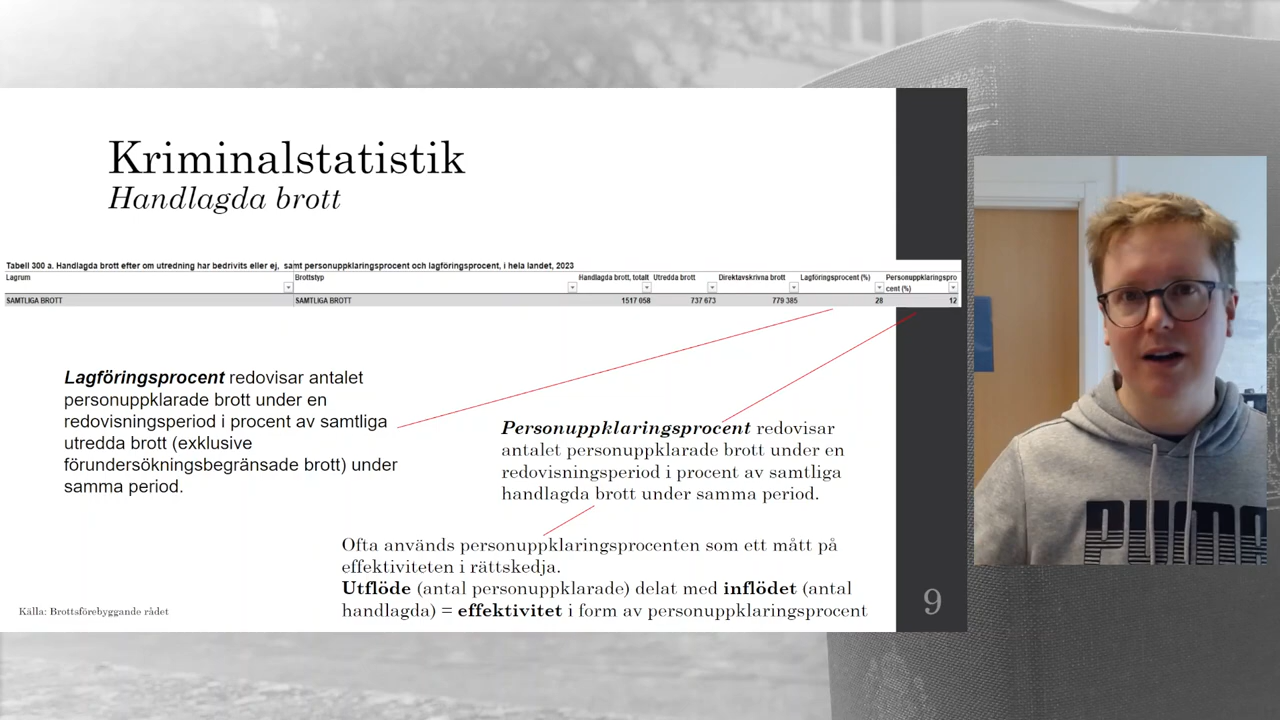 Kriminalstatistik
Handlagda brott
Tabell 300 a. Handlagda brott efter om utredning har bedrivits eller ej, samt personuppklaringsprocent och lagföringsprocent, i hela landet, 2023
Lagrum Brottstyp Handlagda brott, totalt Utredda brott Direktavskrivna brott Lagföringsprocent (%) Personuppklaringspro
cent (%)
SAMTLIGA BROTT SAMTLIGA BROTT 1517 058 737 673 779 385 28 12
Lagföringsprocent redovisar antalet
personuppklarade brott under en
redovisningsperiod i procent av samtliga
utredda brott (exklusive
förundersökningsbegränsade brott) under
samma period.
Personuppklaringsprocent redovisar
antalet personuppklarade brott under en
redovisningsperiod i procent av samtliga
handlagda brott under samma period.
Ofta används personuppklaringsprocenten som ett mått på
effektiviteten i rättskedja.
Utflöde (antal personuppklarade) delat med inflödet (antal
handlagda) = effektivitet i form av personuppklaringsprocent
Källa: Brottsförebyggande rådet
9
PUMA